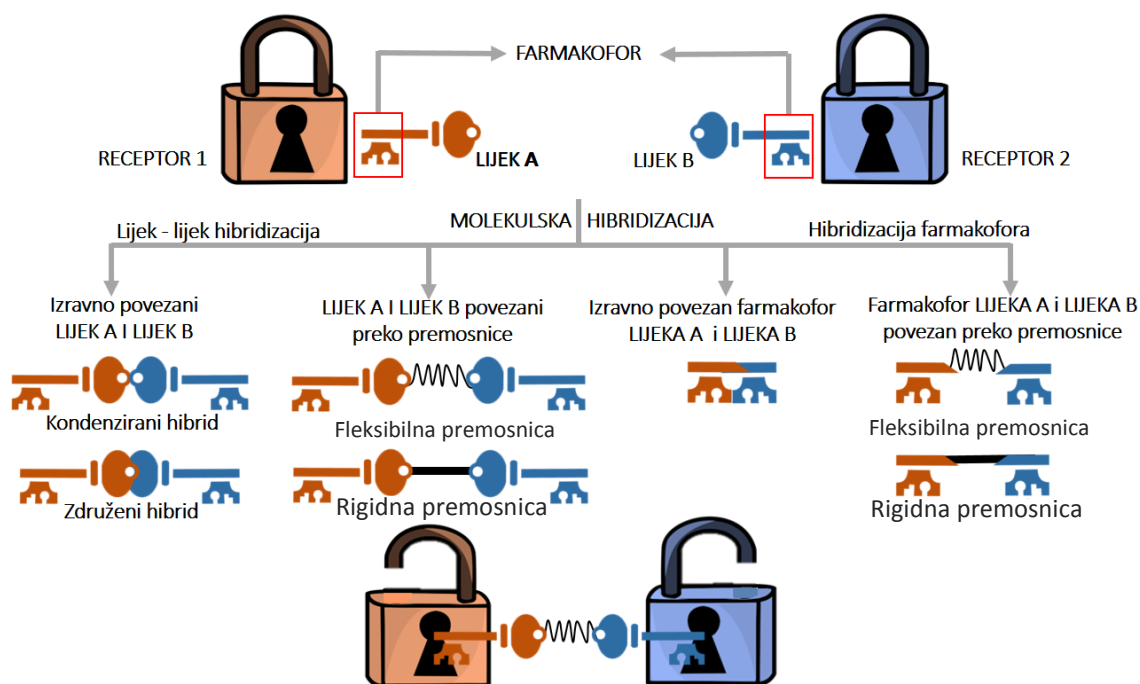 FARMAKOFOR
RECEPTOR 1
LIJEK A
LIJEK B
RECEPTOR 2
MOLEKULSKA HIBRIDIZACIJA
Lijek - lijek hibridizacija
Hibridizacija farmakofora
Izravno povezani
LIJEK A I LIJEK B
Kondenzirani hibrid
Združeni hibrid
LIJEK A I LIJEK B povezani
preko premosnice
Fleksibilna premosnica
Rigidna premosnica
Izravno povezan farmakofor
LIJEKA A i LIJEKA B
Farmakofor LIJEKA A i LIJEKA B
povezan preko premosnice
Fleksibilna premosnica
Rigidna premosnica